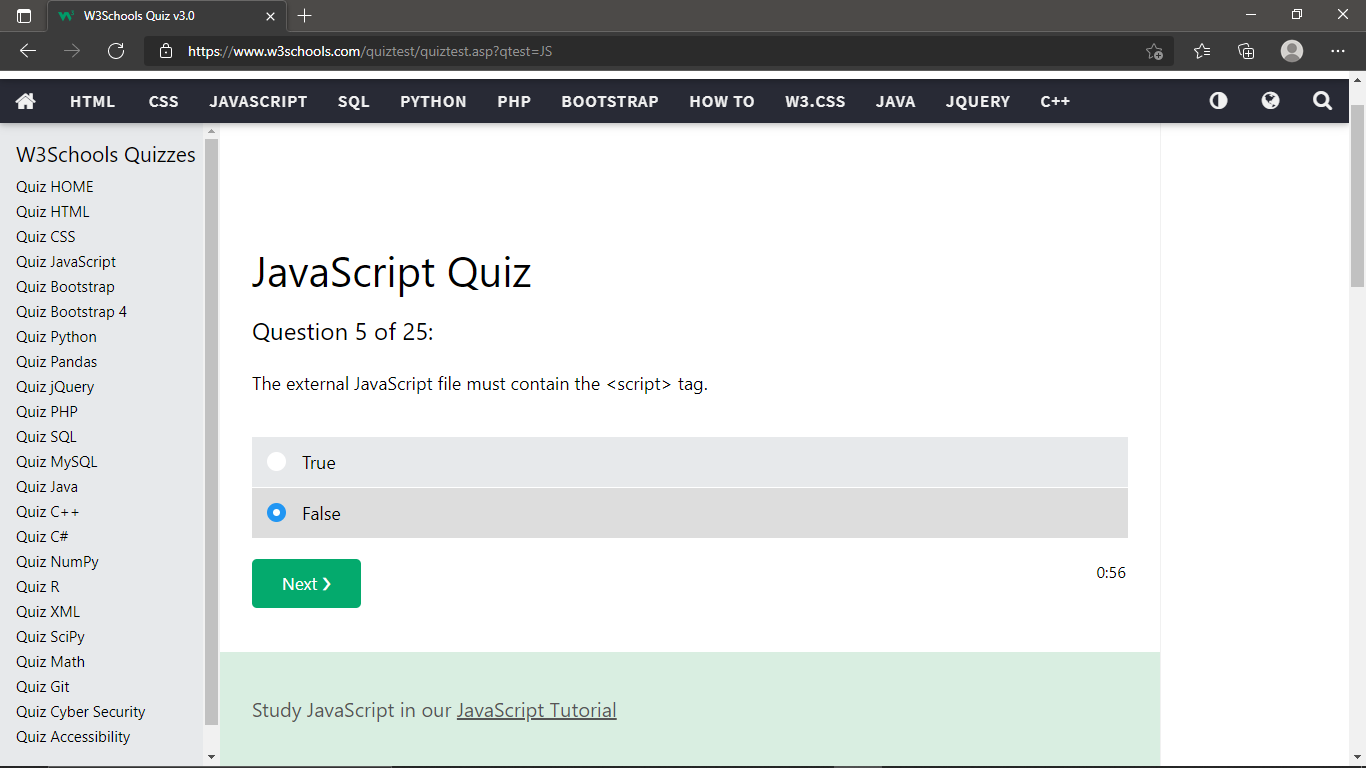 W3Schools Quiz v3.0
https://www.w3schools.com/quiztest/quiztest.asp?qtest=JS
HTML CSS JAVASCRIPT SQL PYTHON PHP BOOTSTRAP HOW TO W3.CSS JAVA JQUERY C++
W3Schools Quizzes
Quiz HOME
Quiz HTML
Quiz CSS
Quiz JavaScript
Quiz Bootstrap
Quiz Bootstrap 4
Quiz Python
Quiz Pandas
Quiz jQuery
Quiz PHP
Quiz SQL
Quiz MySQL
Quiz Java
Quiz C++
Quiz C#
Quiz NumPy
Quiz R
Quiz XML
Quiz SciPy
Quiz Math
Quiz Git
Quiz Cyber Security
Quiz Accessibility
JavaScript Quiz
Question 5 of 25:
The external JavaScript file must contain the <script> tag.
True
False
Next ❯
0:56
Study JavaScript in our JavaScript Tutorial